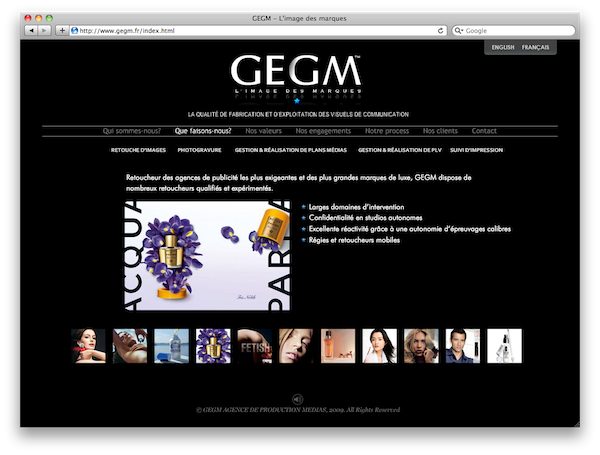 GEGM – L'image des marques
http://www.gegm.fr/index.html
Google
ENGLISH FRANÇAIS
GEGM™
L'IMAGE DES MARQUES
LA QUALITÉ DE FABRICATION ET D'EXPLOITATION DES VISUELS DE COMMUNICATION
Qui sommes-nous? Que faisons-nous? Nos valeurs Nos engagements Notre process Nos clients Contact
RETOUCHE D'IMAGES PHOTOGRAVURE GESTION & RÉALISATION DE PLANS MÉDIAS GESTION & RÉALISATION DE PLV SUIVI D'IMPRESSION
Retoucheur des agences de publicité les plus exigeantes et des plus grandes marques de luxe, GEGM dispose de
nombreux retoucheurs qualifiés et expérimentés.
ACQUA
PARMA
Iris Nobile
Larges domaines d'intervention
Confidentialité en studios autonomes
Excellente réactivité grâce à une autonomie d'épreuvages calibres
Régies et retoucheurs mobiles
FETISH
© GEGM AGENCE DE PRODUCTION MEDIAS, 2009. All Rights Reserved